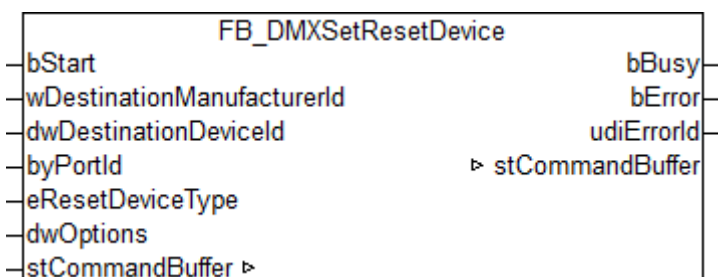 FB_DMXSetResetDevice
bStart bBusy
wDestinationManufacturerId bError
dwDestinationDeviceId udiErrorId
byPortId ▷ stCommandBuffer
eResetDeviceType
dwOptions
stCommandBuffer ▷